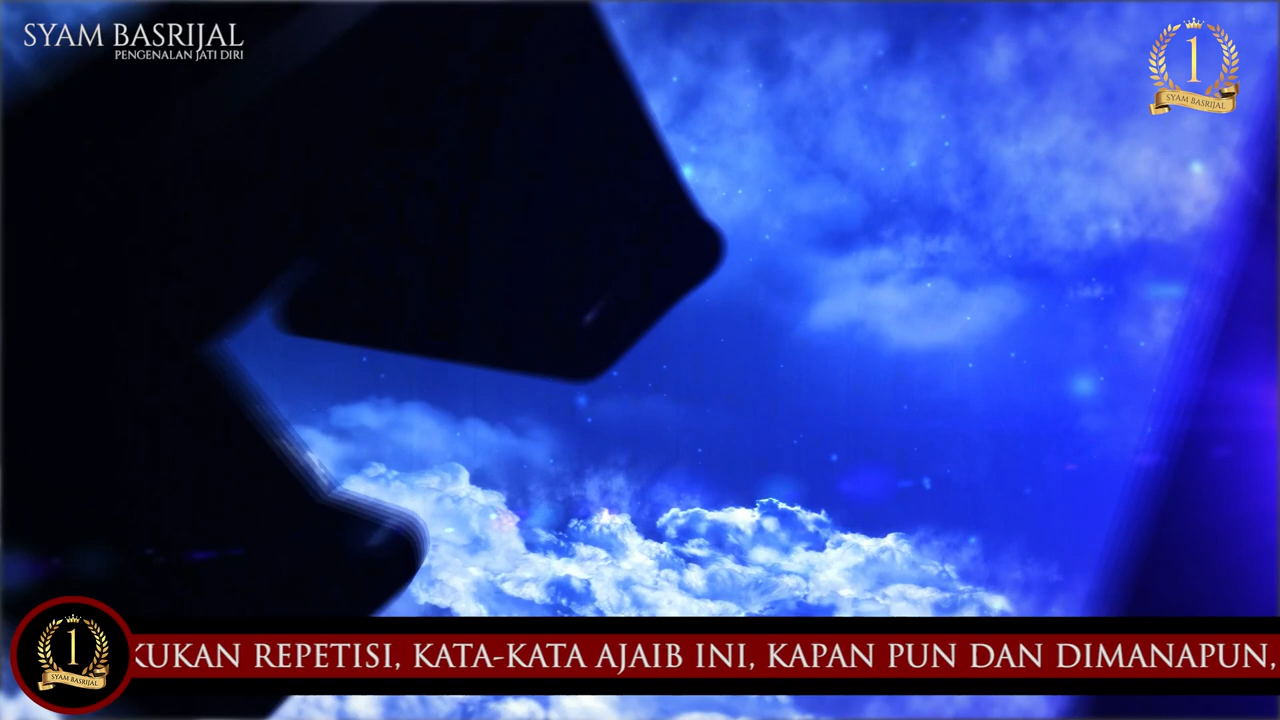 SYAM BASRIJAL
PENGENALAN JATI DIRI
1
SYAM BASRIJAL
1
SYAM BASRIJAL
KUKAN REPETISI, KATA-KATA AJAIB INI, KAPAN PUN DAN DIMANAPUN,